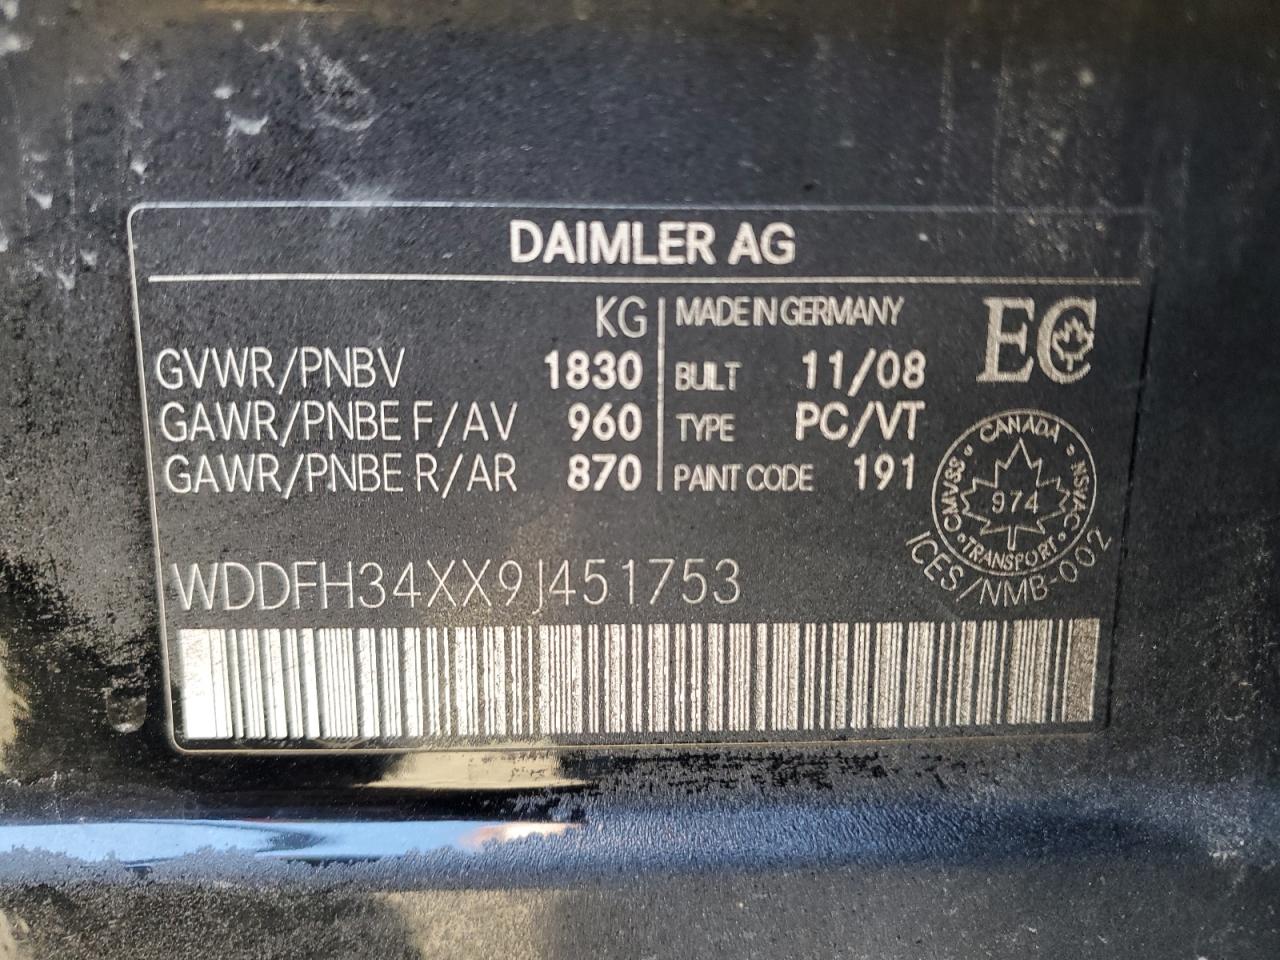 DAIMLER AG
KG
GVWR/PNBV 1830
GAWR/PNBE F/AV 960
GAWR/PNBE R/AR 870
MADE IN GERMANY
BUILT 11/08
TYPE PC/VT
PAINT CODE 191
EC
CANADA
CMVSS 974 NSVAC
TRANSPORT
ICES/NMB-002
WDDFH34XX9J451753